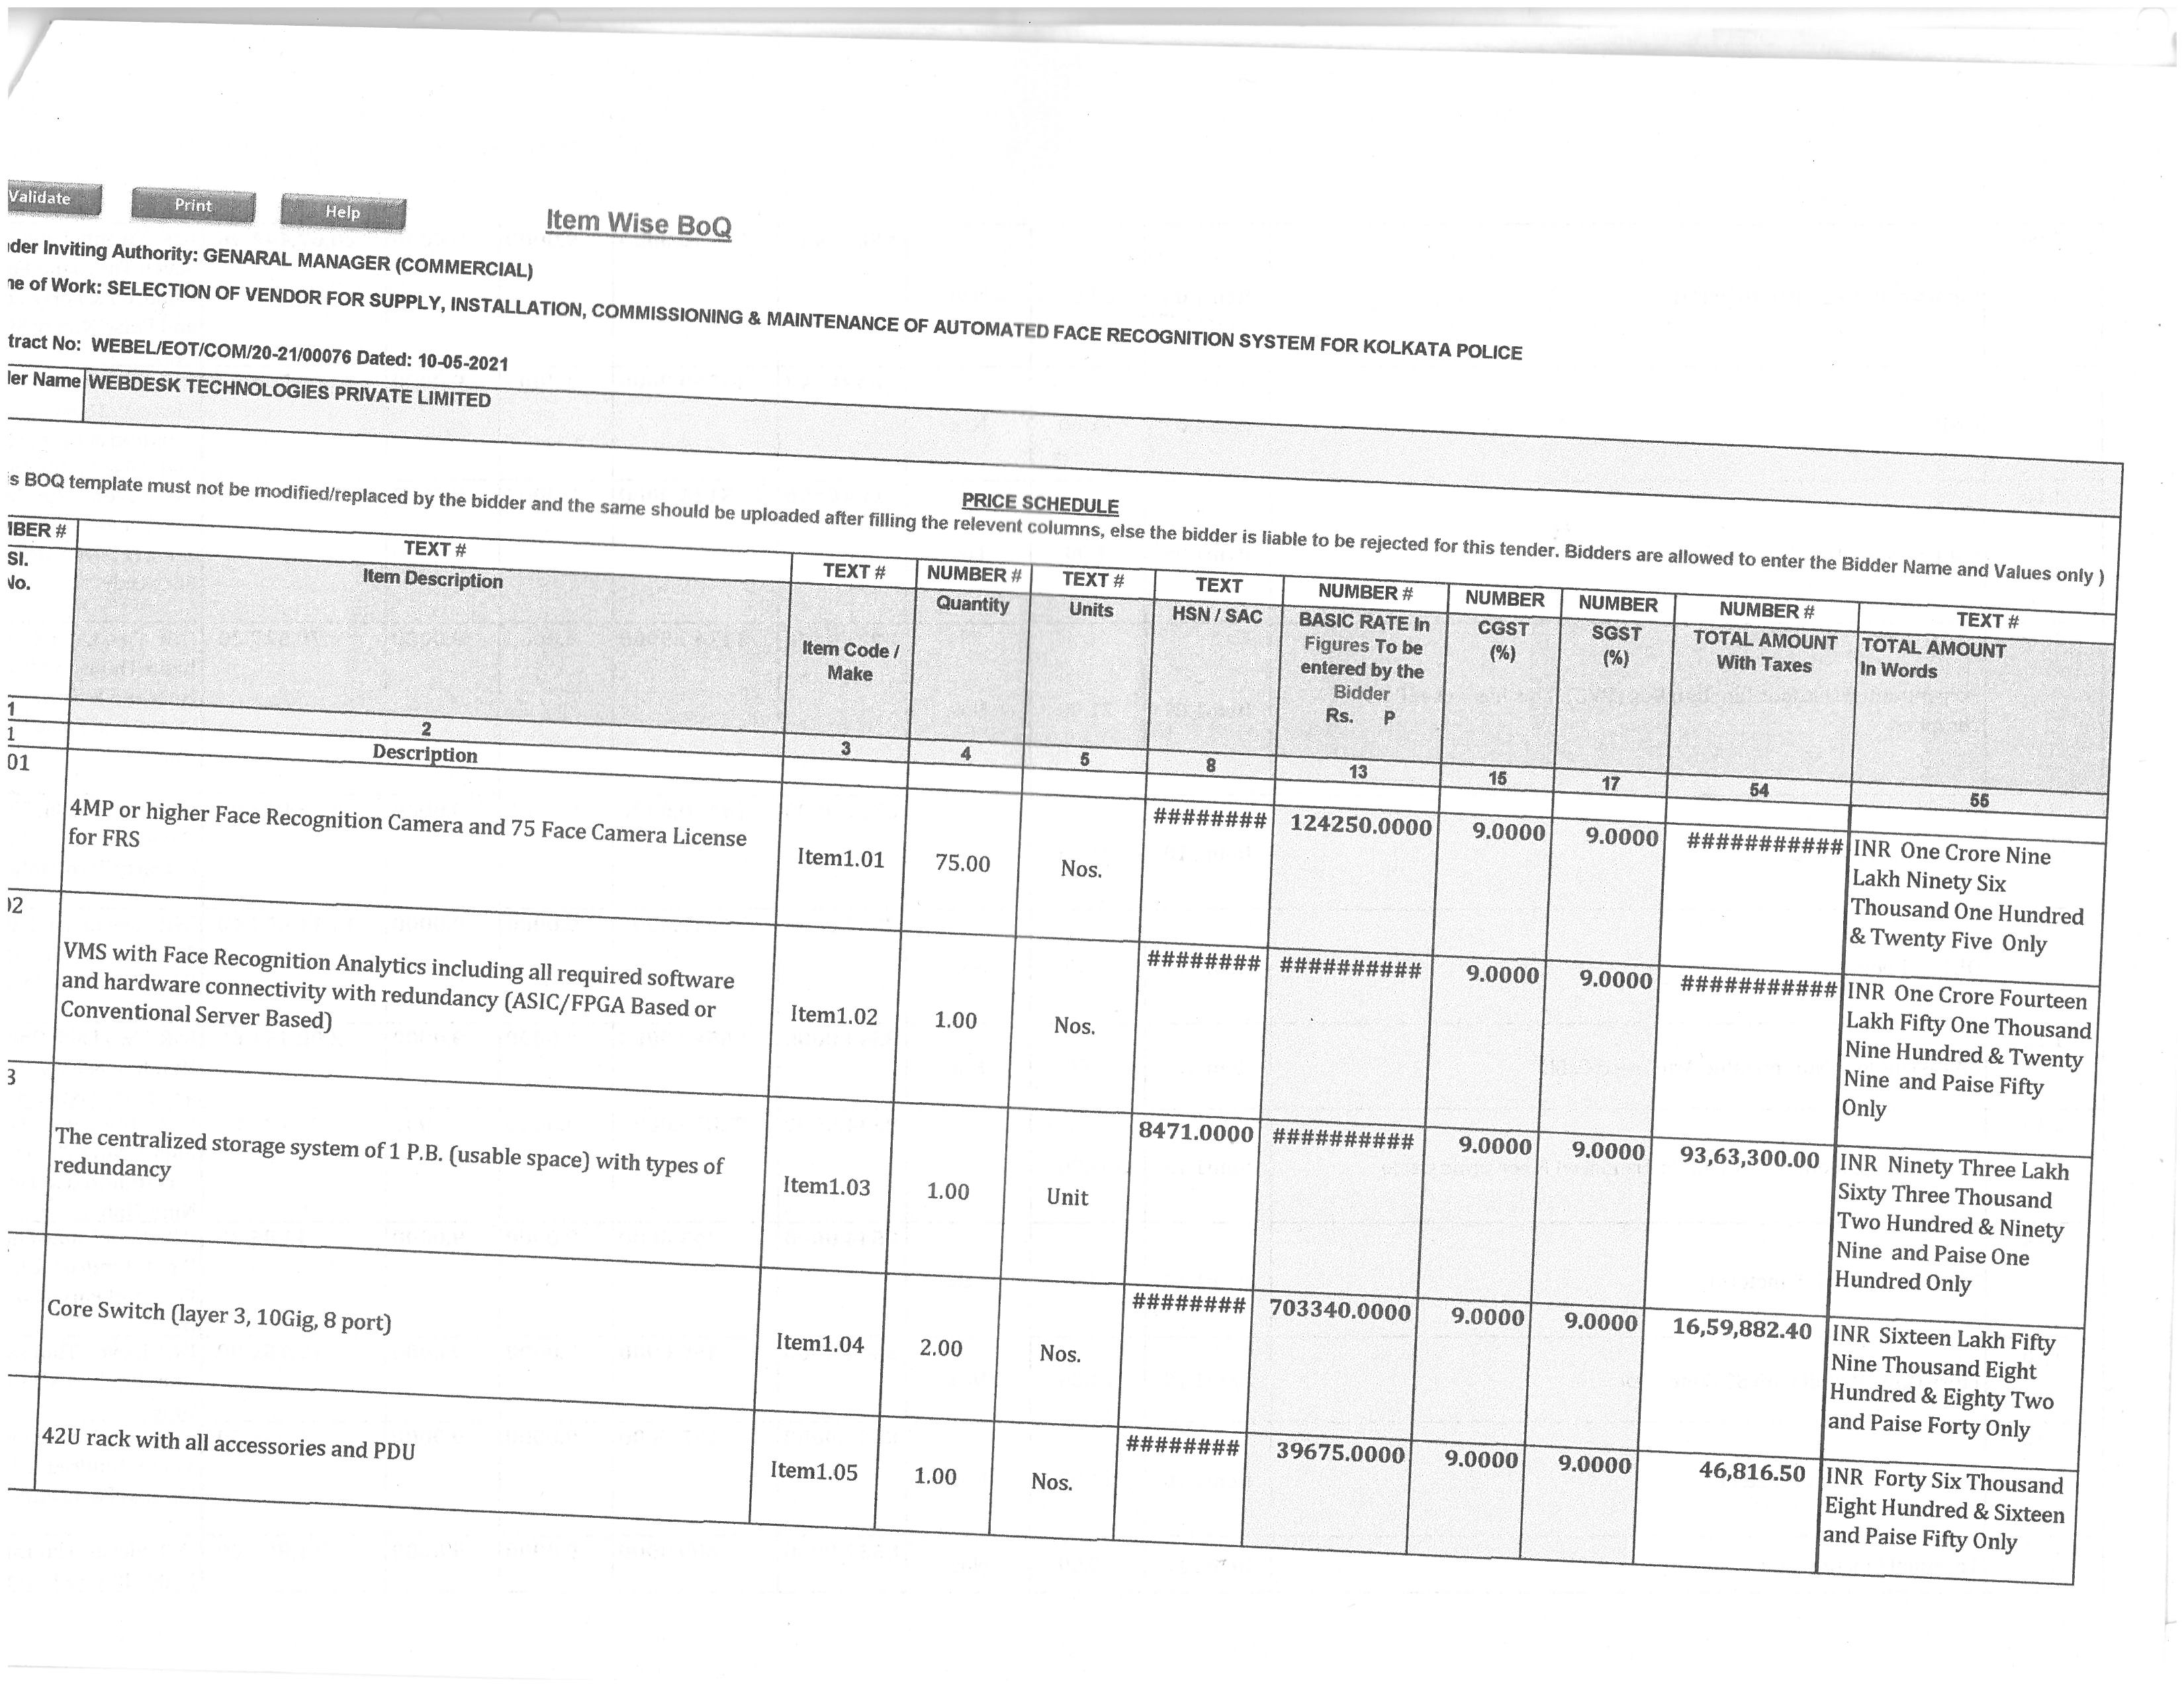 Validate Print Help
Item Wise BoQ
der Inviting Authority: GENARAL MANAGER (COMMERCIAL)
ne of Work: SELECTION OF VENDOR FOR SUPPLY, INSTALLATION, COMMISSIONING & MAINTENANCE OF AUTOMATED FACE RECOGNITION SYSTEM FOR KOLKATA POLICE
tract No: WEBEL/EOT/COM/20-21/00076 Dated: 10-05-2021
ler Name WEBDESK TECHNOLOGIES PRIVATE LIMITED
PRICE SCHEDULE
s BOQ template must not be modified/replaced by the bidder and the same should be uploaded after filling the relevent columns, else the bidder is liable to be rejected for this tender. Bidders are allowed to enter the Bidder Name and Values only )
IBER # TEXT # TEXT # NUMBER # TEXT # TEXT NUMBER # NUMBER NUMBER NUMBER # TEXT #
Sl.
No.
Item Description
Item Code /
Make
Quantity
Units
HSN / SAC
BASIC RATE In
Figures To be
entered by the
Bidder
Rs. P
CGST
(%)
SGST
(%)
TOTAL AMOUNT
With Taxes
TOTAL AMOUNT
In Words
1 2 3 4 5 8 13 15 17 54 55
1 Description
01
4MP or higher Face Recognition Camera and 75 Face Camera License
for FRS
Item1.01 75.00 Nos. ######## 124250.0000 9.0000 9.0000 ###########
INR One Crore Nine
Lakh Ninety Six
Thousand One Hundred
& Twenty Five Only
02
VMS with Face Recognition Analytics including all required software
and hardware connectivity with redundancy (ASIC/FPGA Based or
Conventional Server Based)
Item1.02 1.00 Nos. ######## ########## 9.0000 9.0000 ###########
INR One Crore Fourteen
Lakh Fifty One Thousand
Nine Hundred & Twenty
Nine and Paise Fifty
Only
3
The centralized storage system of 1 P.B. (usable space) with types of
redundancy
Item1.03 1.00 Unit 8471.0000 ########## 9.0000 9.0000 93,63,300.00
INR Ninety Three Lakh
Sixty Three Thousand
Two Hundred & Ninety
Nine and Paise One
Hundred Only
Core Switch (layer 3, 10Gig, 8 port)
Item1.04 2.00 Nos. ######## 703340.0000 9.0000 9.0000 16,59,882.40
INR Sixteen Lakh Fifty
Nine Thousand Eight
Hundred & Eighty Two
and Paise Forty Only
42U rack with all accessories and PDU
Item1.05 1.00 Nos. ######## 39675.0000 9.0000 9.0000 46,816.50
INR Forty Six Thousand
Eight Hundred & Sixteen
and Paise Fifty Only